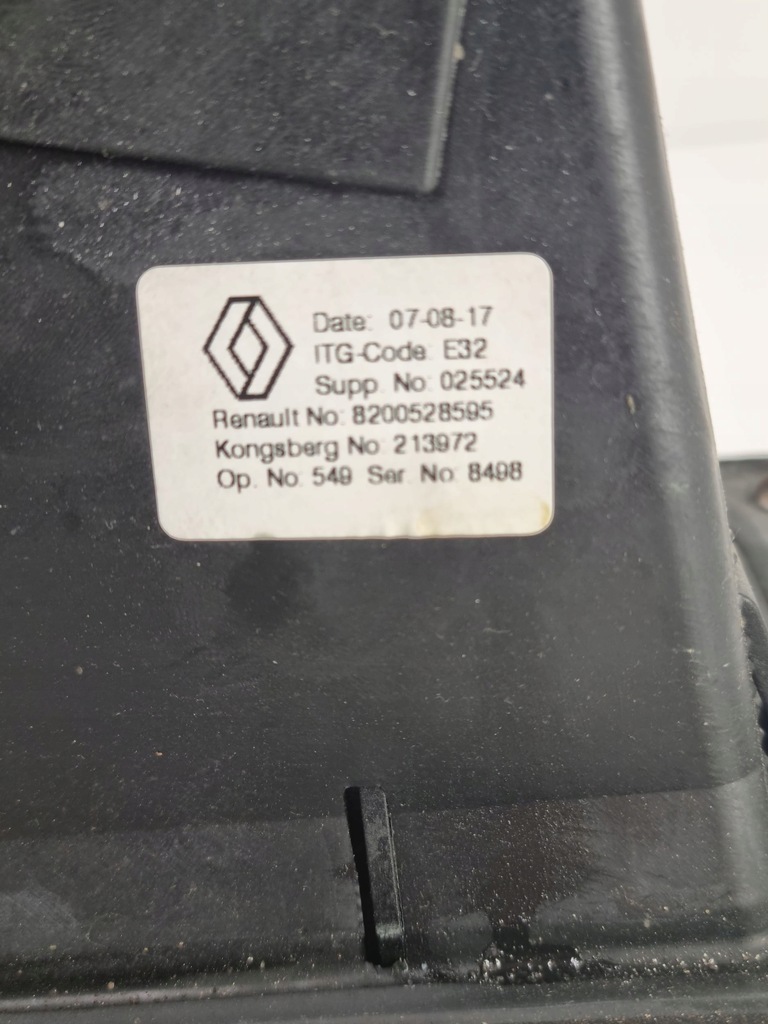 Date: 07-08-17
ITG-Code: E32
Supp. No: 025524
Renault No: 8200528595
Kongsberg No: 213972
Op. No: 549 Ser. No: 8498